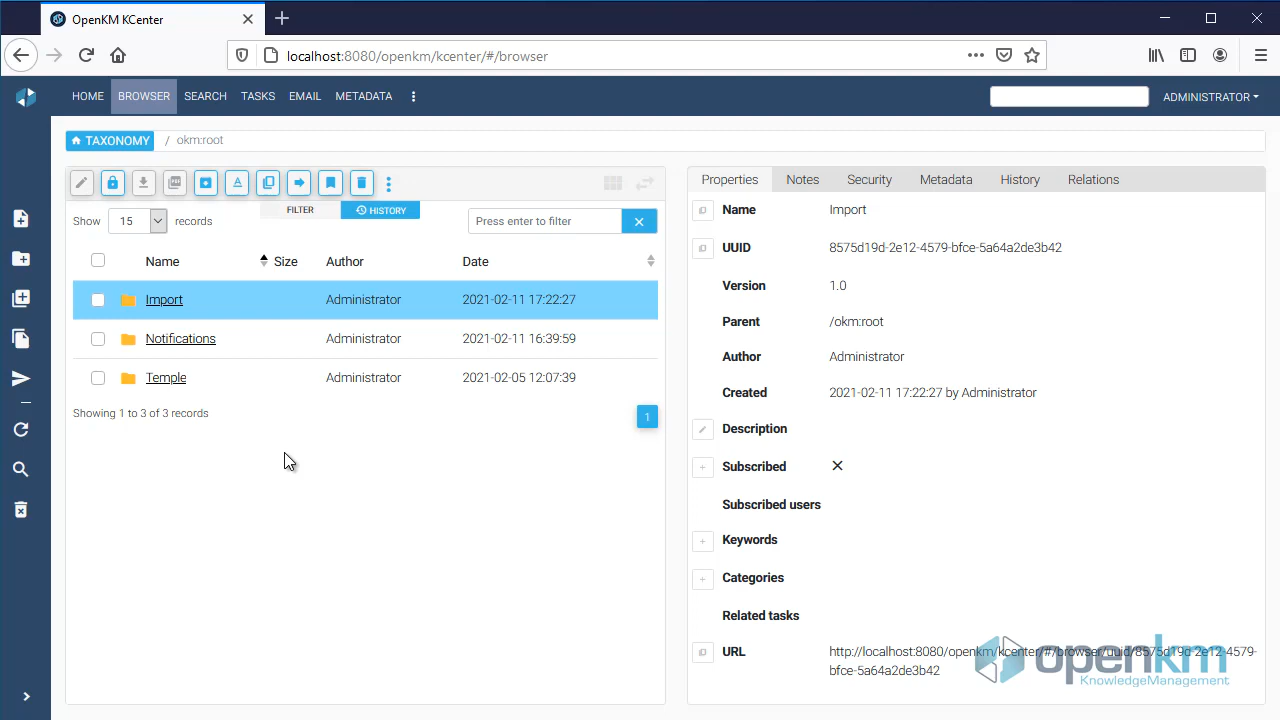 OpenKM KCenter
localhost:8080/openkm/kcenter/#/browser
HOME BROWSER SEARCH TASKS EMAIL METADATA ADMINISTRATOR
TAXONOMY / okm:root
Properties Notes Security Metadata History Relations
Show 15 records FILTER HISTORY Press enter to filter
Name Size Author Date
Import Administrator 2021-02-11 17:22:27
Notifications Administrator 2021-02-11 16:39:59
Temple Administrator 2021-02-05 12:07:39
Showing 1 to 3 of 3 records 1
Name Import
UUID 8575d19d-2e12-4579-bfce-5a64a2de3b42
Version 1.0
Parent /okm:root
Author Administrator
Created 2021-02-11 17:22:27 by Administrator
Description
Subscribed
Subscribed users
Keywords
Categories
Related tasks
URL http://localhost:8080/openkm/kcenter/#/browser/uuid/8575d19d-2e12-4579-
bfce-5a64a2de3b42
openkm
KnowledgeManagement